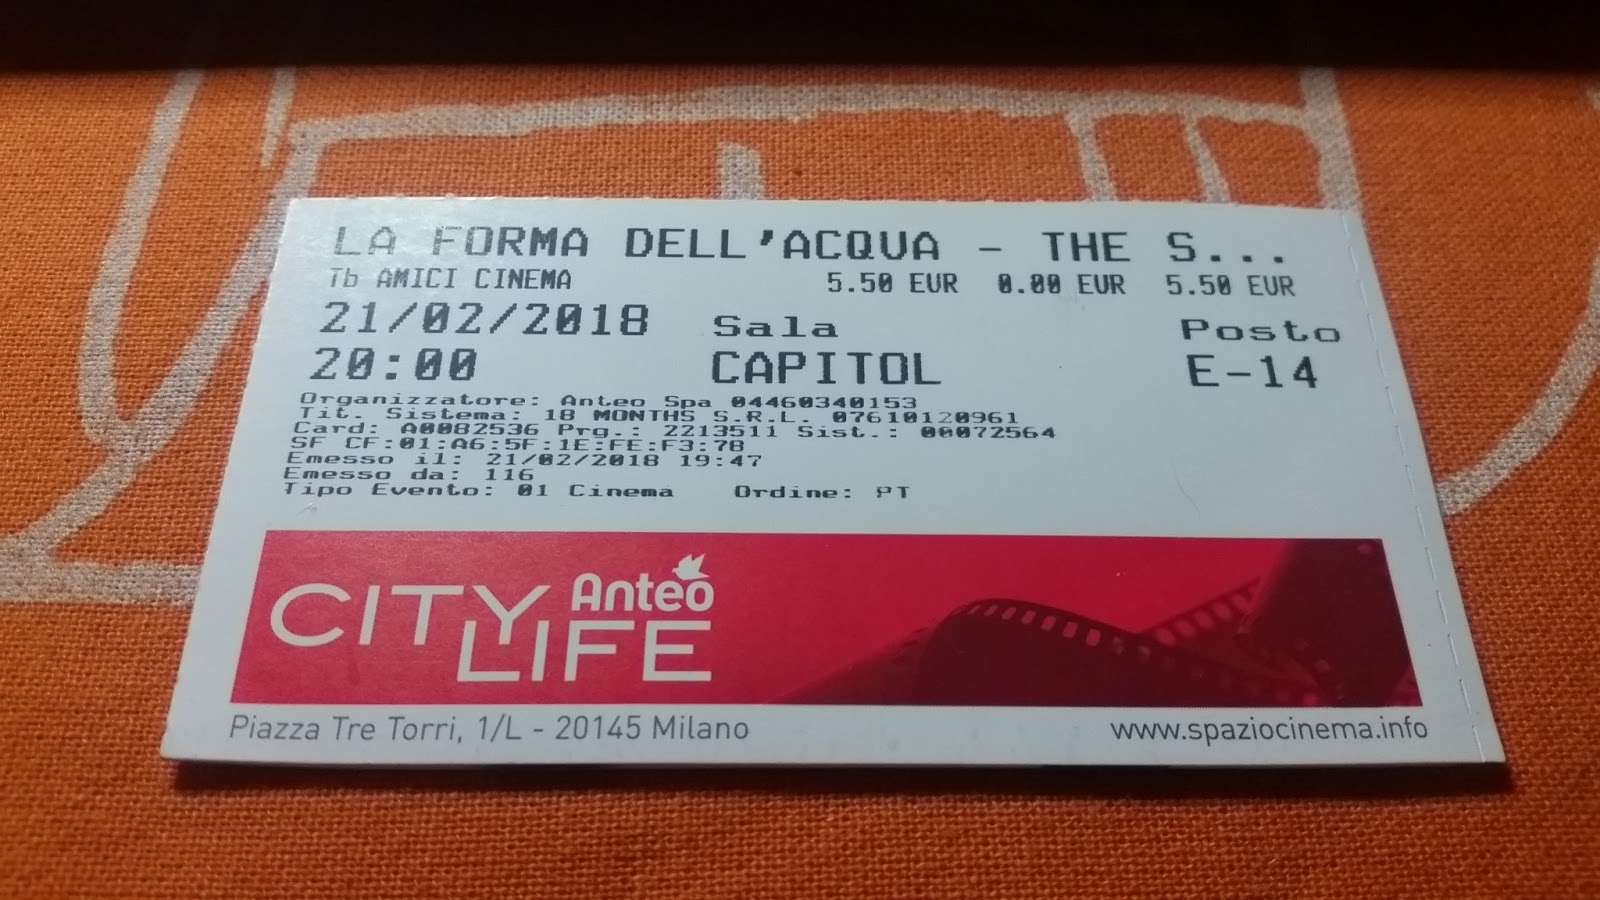 LA FORMA DELL'ACQUA - THE S...
Tb AMICI CINEMA 5.50 EUR 0.00 EUR 5.50 EUR
21/02/2018 Sala Posto
20:00 CAPITOL E-14
Organizzatore: Anteo Spa 04460340153
Tit. Sistema: 18 MONTHS S.R.L. 07610120961
Card: A0082536 Prg.: 2213511 Sist.: 00072564
SF CF:01:A6:5F:1E:FE:F3:78
Emesso il: 21/02/2018 19:47
Emesso da: 116
Tipo Evento: 01 Cinema Ordine: PT
CITY Anteo
LIFE
Piazza Tre Torri, 1/L - 20145 Milano www.spaziocinema.info